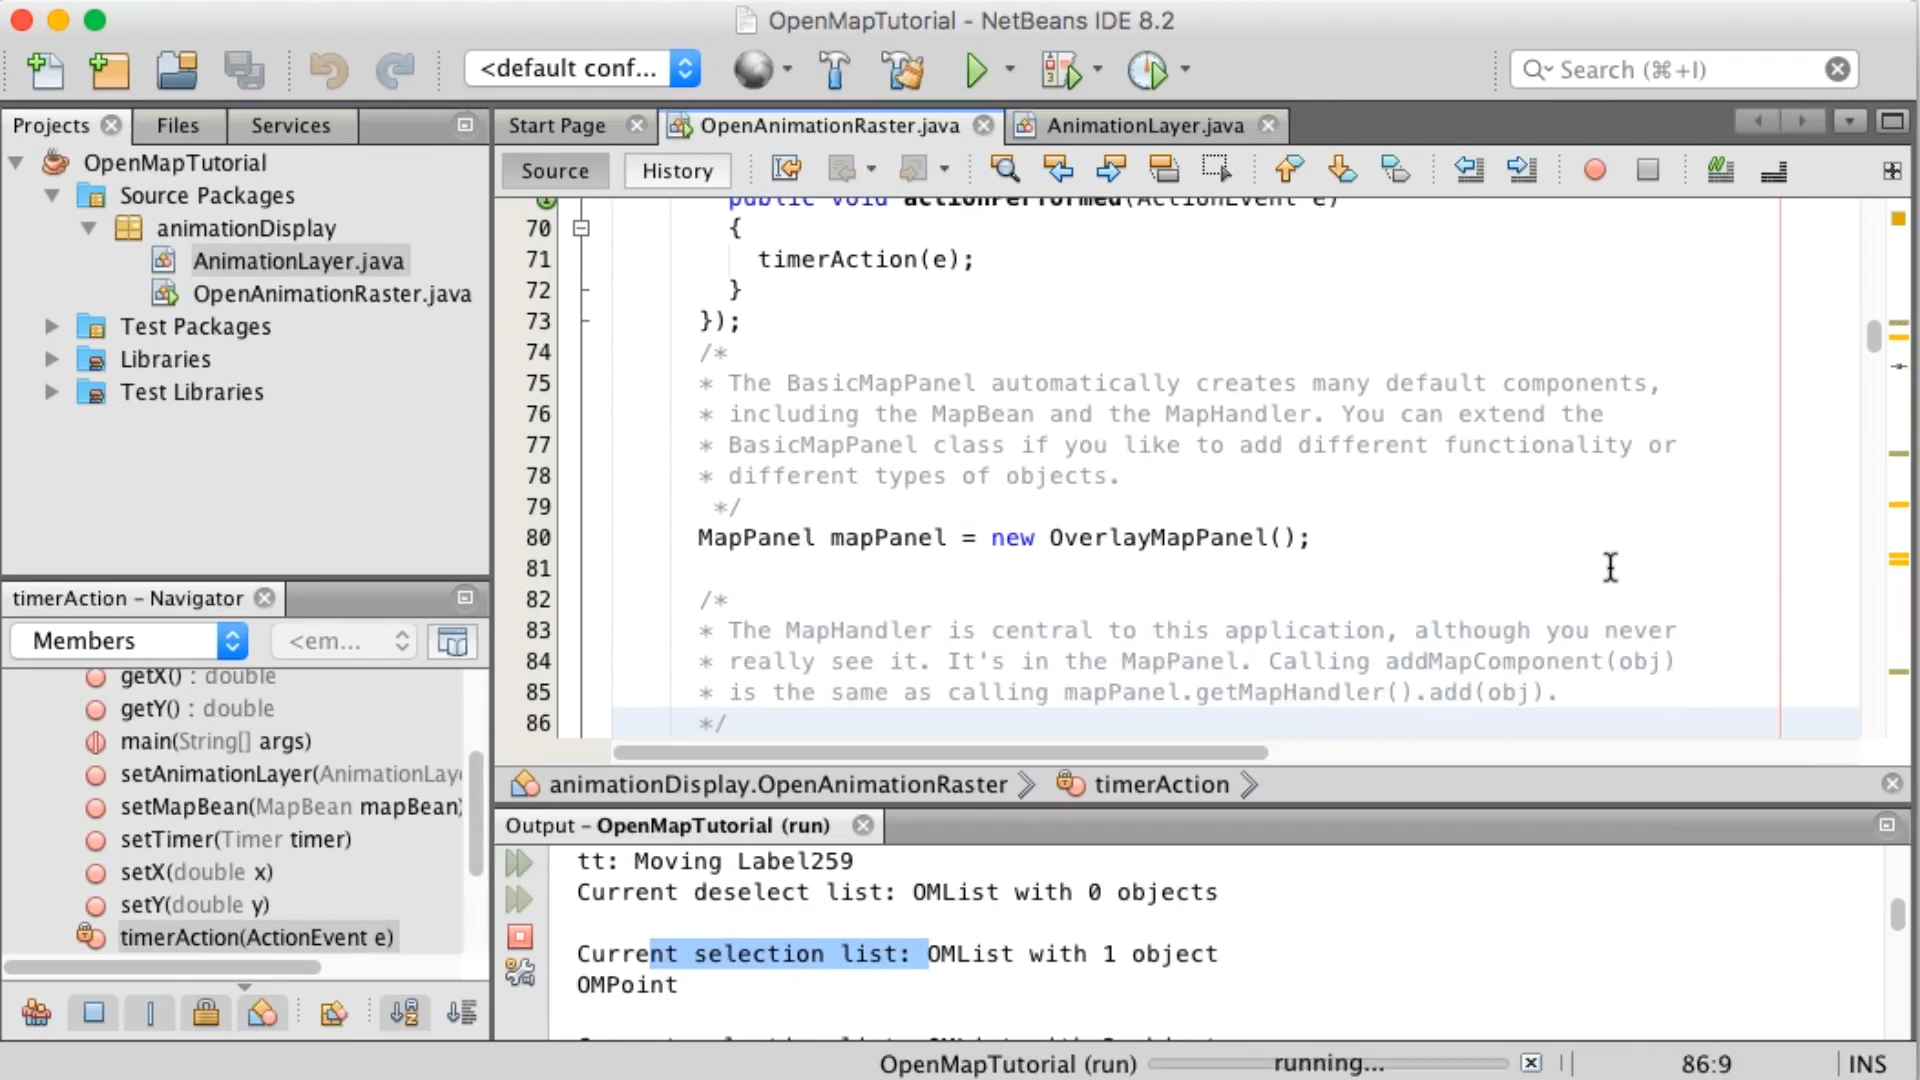 OpenMapTutorial - NetBeans IDE 8.2
<default conf...
Search (⌘+I)
Projects
Files
Services
OpenMapTutorial
Source Packages
animationDisplay
AnimationLayer.java
OpenAnimationRaster.java
Test Packages
Libraries
Test Libraries
timerAction - Navigator
Members
<em...
getX() : double
getY() : double
main(String[] args)
setAnimationLayer(AnimationLay
setMapBean(MapBean mapBean)
setTimer(Timer timer)
setX(double x)
setY(double y)
timerAction(ActionEvent e)
Start Page
OpenAnimationRaster.java
AnimationLayer.java
Source
History
public void actionPerformed(ActionEvent e)
70 {
71 timerAction(e);
72 }
73 });
74 /*
75 * The BasicMapPanel automatically creates many default components,
76 * including the MapBean and the MapHandler. You can extend the
77 * BasicMapPanel class if you like to add different functionality or
78 * different types of objects.
79 */
80 MapPanel mapPanel = new OverlayMapPanel();
81
82 /*
83 * The MapHandler is central to this application, although you never
84 * really see it. It's in the MapPanel. Calling addMapComponent(obj)
85 * is the same as calling mapPanel.getMapHandler().add(obj).
86 */
animationDisplay.OpenAnimationRaster
timerAction
Output - OpenMapTutorial (run)
tt: Moving Label259
Current deselect list: OMList with 0 objects
Current selection list: OMList with 1 object
OMPoint
OpenMapTutorial (run)
running...
86:9
INS